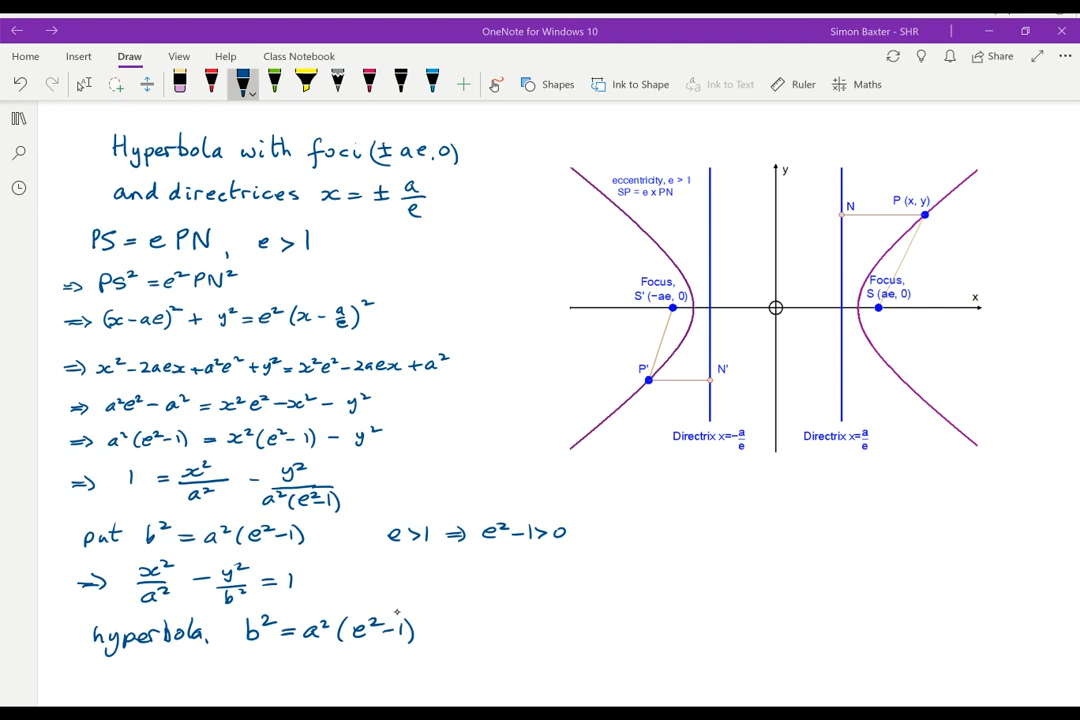 OneNote for Windows 10
Simon Baxter - SHR
Home Insert Draw View Help Class Notebook
Share
Shapes Ink to Shape Ink to Text Ruler Maths
Hyperbola with foci (± ae, 0)
and directrices x = ± a/e
PS = e PN, e > 1
⇒ PS² = e² PN²
⇒ (x - ae)² + y² = e² (x - a/e)²
⇒ x² - 2aex + a²e² + y² = x²e² - 2aex + a²
⇒ a²e² - a² = x²e² - x² - y²
⇒ a²(e² - 1) = x²(e² - 1) - y²
⇒ 1 = x²/a² - y²/a²(e² - 1)
put b² = a²(e² - 1) e > 1 ⇒ e² - 1 > 0
⇒ x²/a² - y²/b² = 1
hyperbola, b² = a² (e² - 1)
eccentricity, e > 1
SP = e x PN
y
N
P (x, y)
Focus,
S' (−ae, 0)
Focus,
S (ae, 0)
x
P'
N'
Directrix x=−a/e
Directrix x=a/e